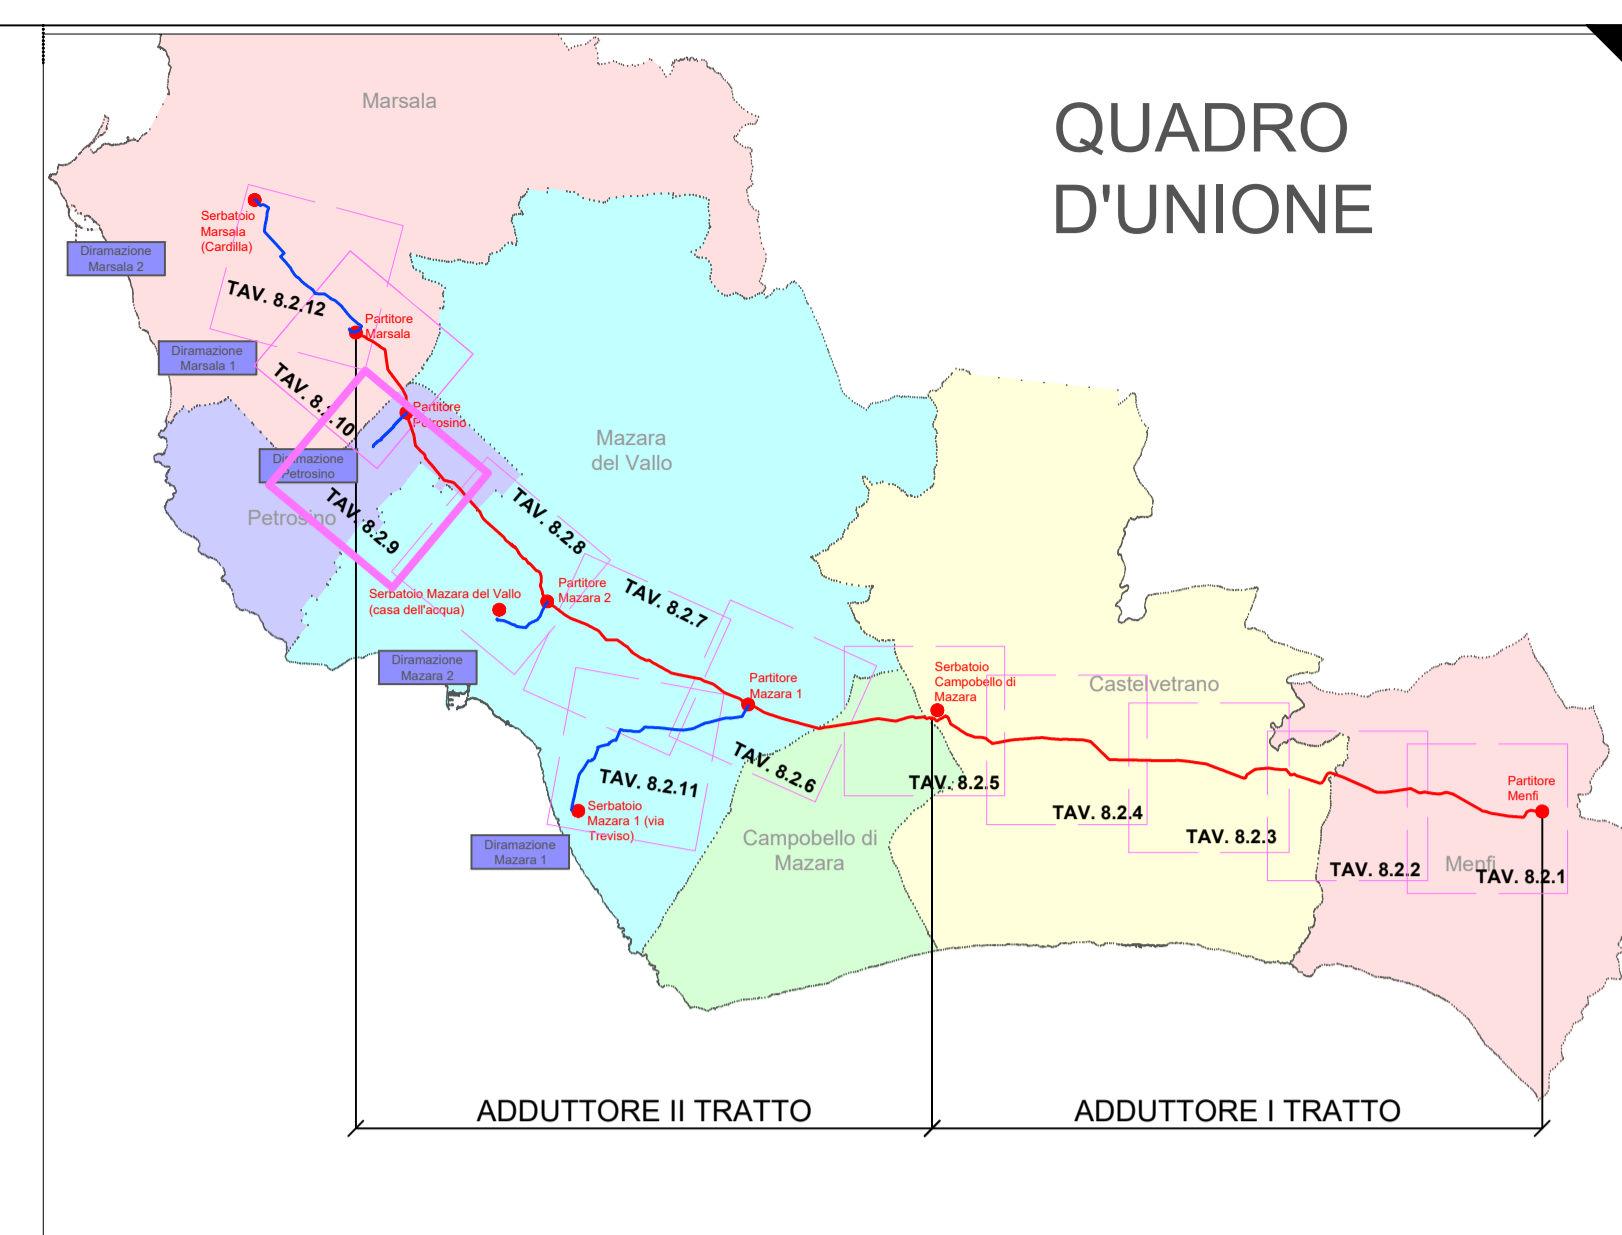 QUADRO
D'UNIONE
Marsala
Serbatoio
Marsala
(Cardilla)
Diramazione
Marsala 2
TAV. 8.2.12
Partitore
Marsala
Diramazione
Marsala 1
TAV. 8.2.10
Partitore
Petrosino
Mazara
del Vallo
Diramazione
Petrosino
Petrosino
TAV. 8.2.9
TAV. 8.2.8
Serbatoio Mazara del Vallo
(casa dell'acqua)
Partitore
Mazara 2
TAV. 8.2.7
Diramazione
Mazara 2
Partitore
Mazara 1
Serbatoio
Campobello di
Mazara
Castelvetrano
TAV. 8.2.6
TAV. 8.2.11
TAV. 8.2.5
TAV. 8.2.4
TAV. 8.2.3
TAV. 8.2.2
TAV. 8.2.1
Partitore
Menfi
Menfi
Serbatoio
Mazara 1 (via
Treviso)
Diramazione
Mazara 1
Campobello di
Mazara
ADDUTTORE II TRATTO
ADDUTTORE I TRATTO